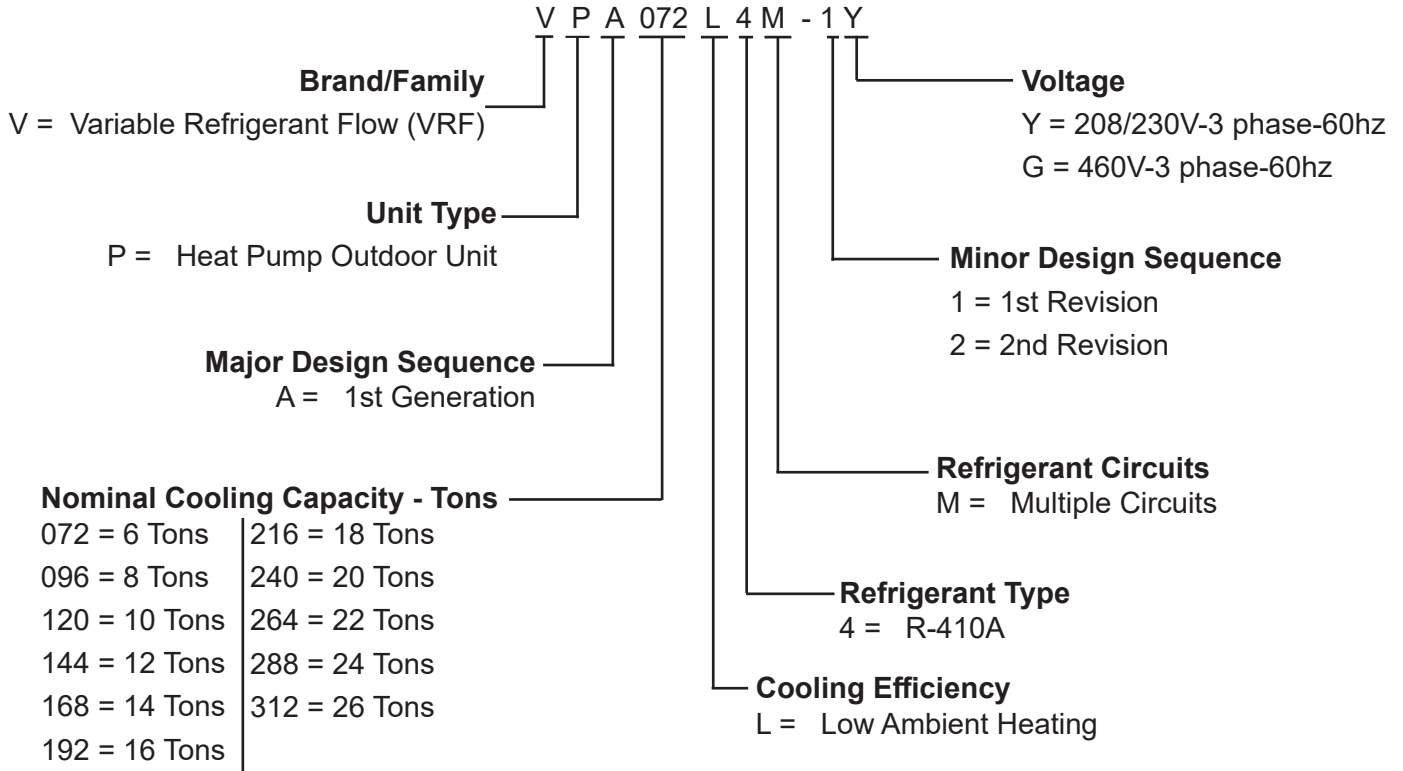 V P A 072 L 4 M - 1 Y
Brand/Family
V = Variable Refrigerant Flow (VRF)
Unit Type
P = Heat Pump Outdoor Unit
Major Design Sequence
A = 1st Generation
Nominal Cooling Capacity - Tons
072 = 6 Tons
096 = 8 Tons
120 = 10 Tons
144 = 12 Tons
168 = 14 Tons
192 = 16 Tons
216 = 18 Tons
240 = 20 Tons
264 = 22 Tons
288 = 24 Tons
312 = 26 Tons
Voltage
Y = 208/230V-3 phase-60hz
G = 460V-3 phase-60hz
Minor Design Sequence
1 = 1st Revision
2 = 2nd Revision
Refrigerant Circuits
M = Multiple Circuits
Refrigerant Type
4 = R-410A
Cooling Efficiency
L = Low Ambient Heating